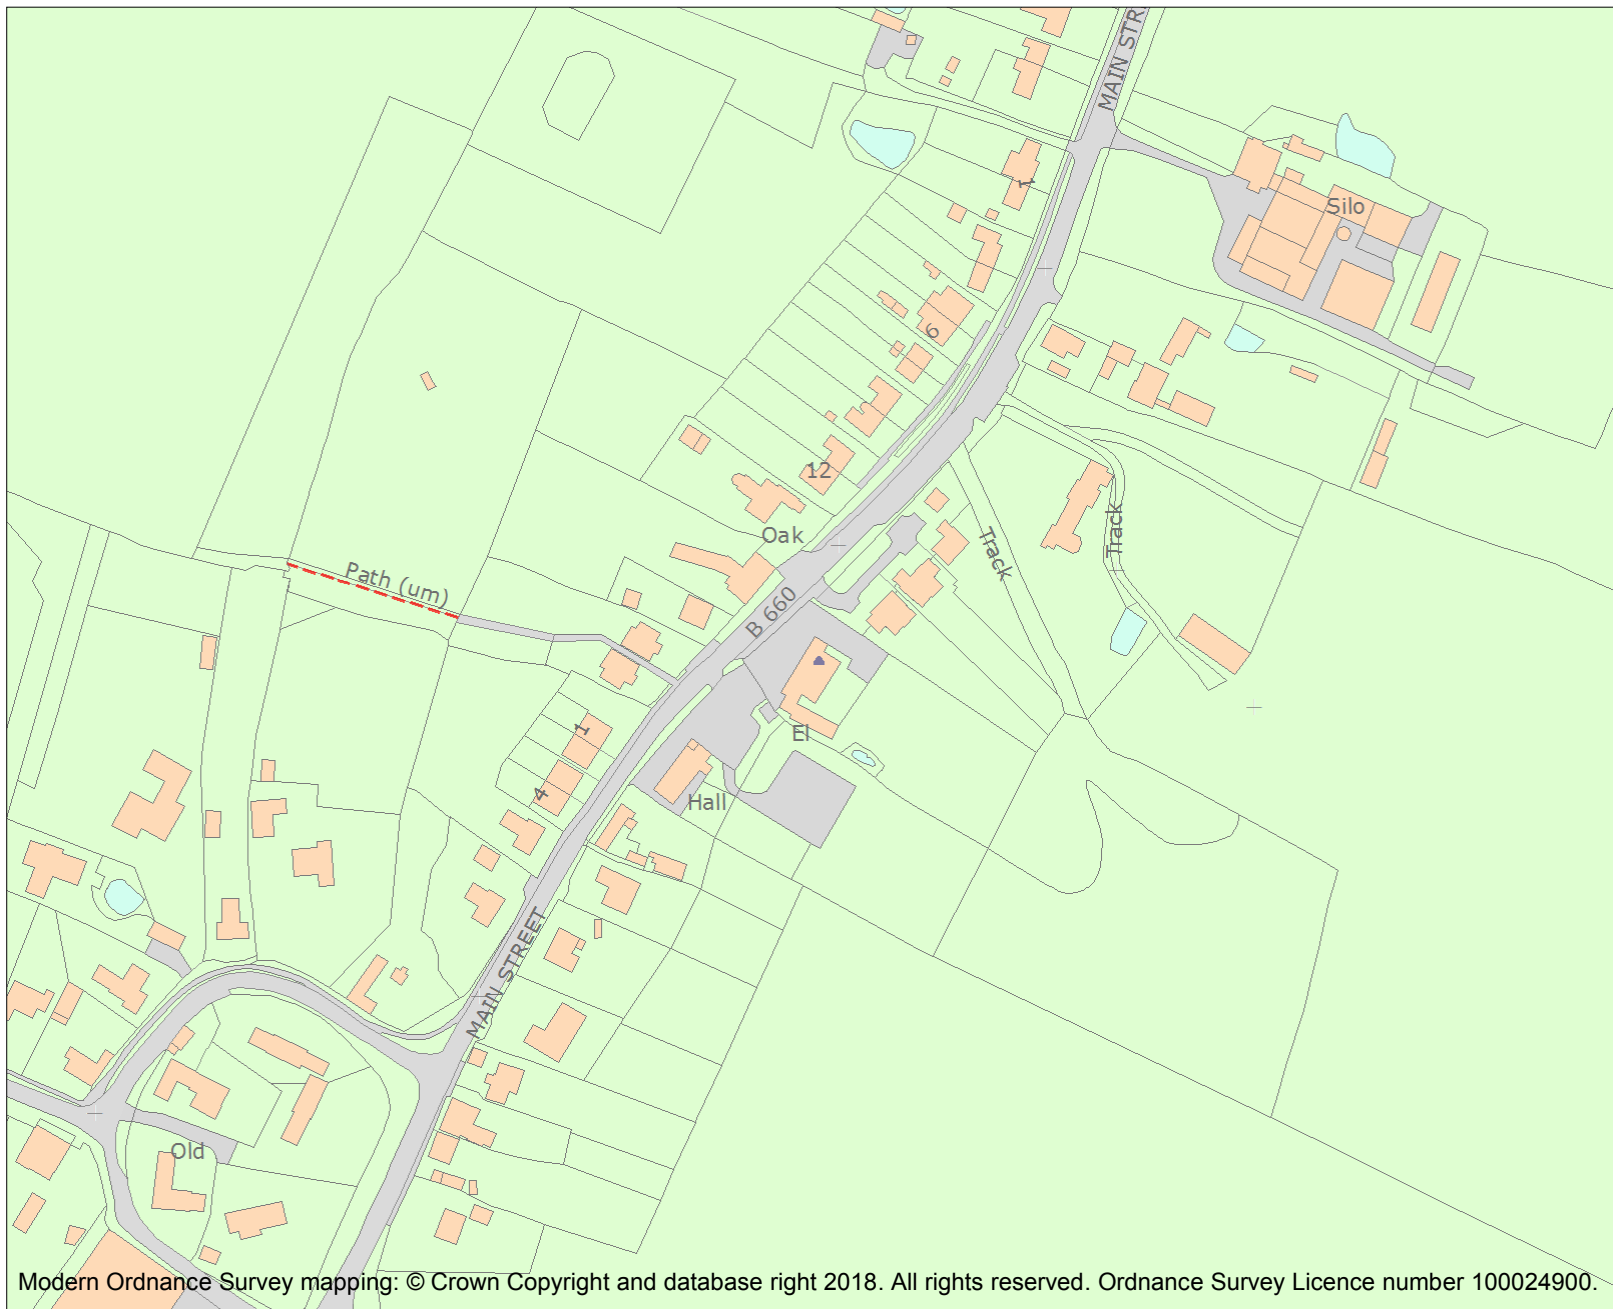 MAIN STR
1
Silo
6
12
Oak
Track
Track
Path (um)
B 660
1
El
4
Hall
MAIN STREET
Old
Modern Ordnance Survey mapping: © Crown Copyright and database right 2018. All rights reserved. Ordnance Survey Licence number 100024900.